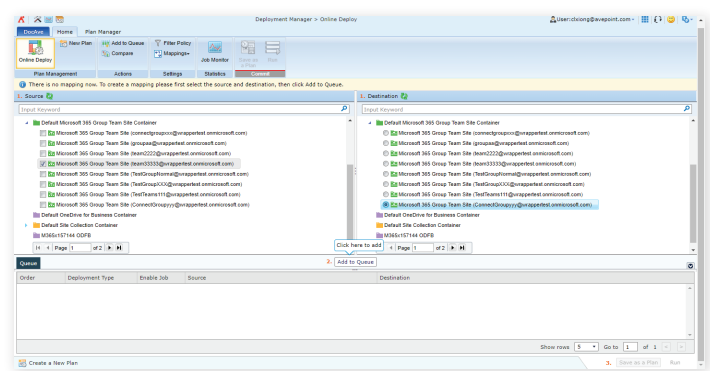 Deployment Manager > Online Deploy
User:clxiong@avepoint.com
DocAve Home Plan Manager
Online Deploy
New Plan
Add to Queue
Compare
Filter Policy
Mappings
Job Monitor
Save as a Plan
Run
Plan Management Actions Settings Statistics Commit
There is no mapping now. To create a mapping please first select the source and destination, then click Add to Queue.
1. Source
Input Keyword
Default Microsoft 365 Group Team Site Container
Microsoft 365 Group Team Site (connectgroupxxx@wrappertest.onmicrosoft.com)
Microsoft 365 Group Team Site (groupaa@wrappertest.onmicrosoft.com)
Microsoft 365 Group Team Site (team2222@wrappertest.onmicrosoft.com)
Microsoft 365 Group Team Site (team33333@wrappertest.onmicrosoft.com)
Microsoft 365 Group Team Site (TestGroupNormal@wrappertest.onmicrosoft.com)
Microsoft 365 Group Team Site (TestGroupXXX@wrappertest.onmicrosoft.com)
Microsoft 365 Group Team Site (TestTeams111@wrappertest.onmicrosoft.com)
Microsoft 365 Group Team Site (ConnectGroupyyy@wrappertest.onmicrosoft.com)
Default OneDrive for Business Container
Default Site Collection Container
M365x157144 ODFB
Page 1 of 2
1. Destination
Input Keyword
Default Microsoft 365 Group Team Site Container
Microsoft 365 Group Team Site (connectgroupxxx@wrappertest.onmicrosoft.com)
Microsoft 365 Group Team Site (groupaa@wrappertest.onmicrosoft.com)
Microsoft 365 Group Team Site (team2222@wrappertest.onmicrosoft.com)
Microsoft 365 Group Team Site (team33333@wrappertest.onmicrosoft.com)
Microsoft 365 Group Team Site (TestGroupNormal@wrappertest.onmicrosoft.com)
Microsoft 365 Group Team Site (TestGroupXXX@wrappertest.onmicrosoft.com)
Microsoft 365 Group Team Site (TestTeams111@wrappertest.onmicrosoft.com)
Microsoft 365 Group Team Site (ConnectGroupyyy@wrappertest.onmicrosoft.com)
Default OneDrive for Business Container
Default Site Collection Container
M365x157144 ODFB
Page 1 of 2
Click here to add
Queue
2. Add to Queue
Order Deployment Type Enable Job Source Destination
Show rows 5 Go to 1 of 1
Create a New Plan
3. Save as a Plan Run